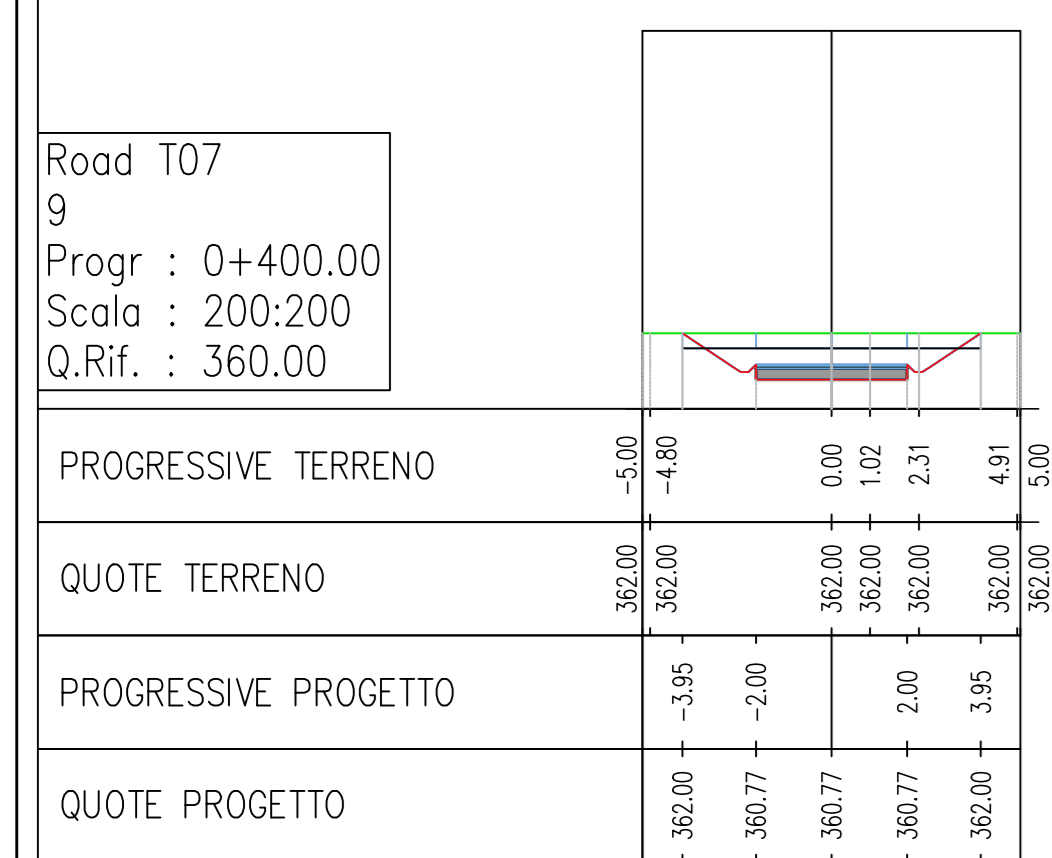 Road T07
9
Progr : 0+400.00
Scala : 200:200
Q.Rif. : 360.00
PROGRESSIVE TERRENO -5.00 -4.80 0.00 1.02 2.31 4.91 5.00
QUOTE TERRENO 362.00 362.00 362.00 362.00 362.00 362.00 362.00
PROGRESSIVE PROGETTO -3.95 -2.00 2.00 3.95
QUOTE PROGETTO 362.00 360.77 360.77 360.77 362.00